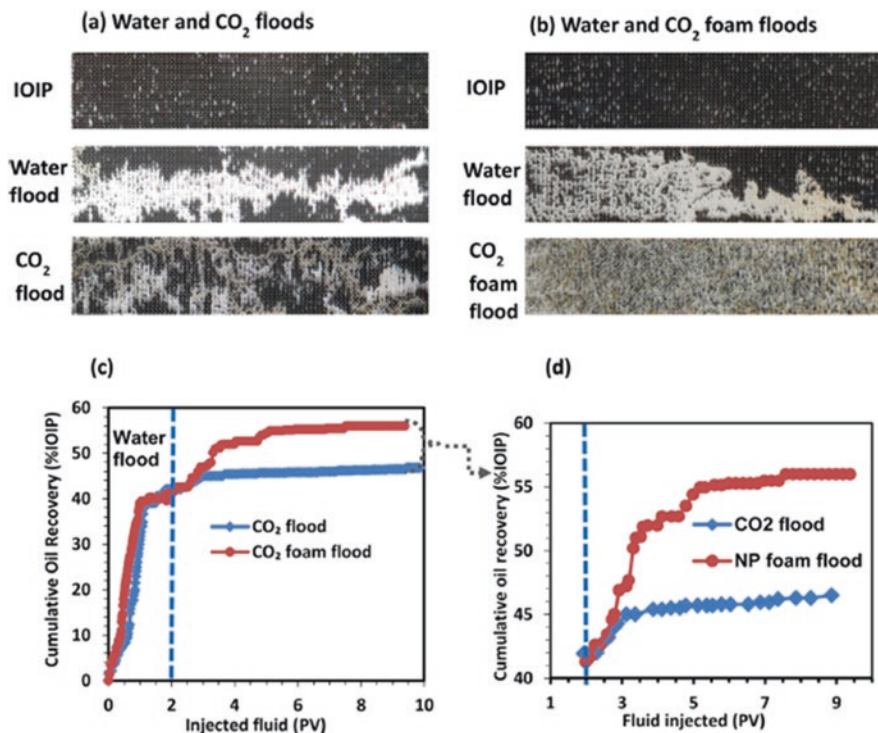 (a) Water and CO₂ floods
IOIP
Water
flood
CO₂
flood
(b) Water and CO₂ foam floods
IOIP
Water
flood
CO₂
foam
flood
(c)
Cumulative Oil Recovery (%IOIP)
60
50
40
30
20
10
0
Water
flood
CO₂ flood
CO₂ foam flood
0 2 4 6 8 10
Injected fluid (PV)
(d)
Cumulative oil recovery (%IOIP)
60
55
50
45
40
CO2 flood
NP foam flood
1 3 5 7 9
Fluid injected (PV)